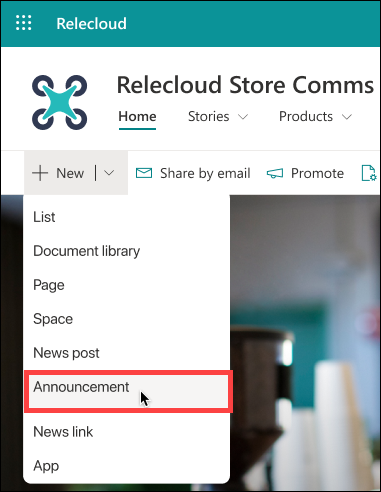 Relecloud
Relecloud Store Comms
Home Stories Products
New Share by email Promote
List
Document library
Page
Space
News post
Announcement
News link
App